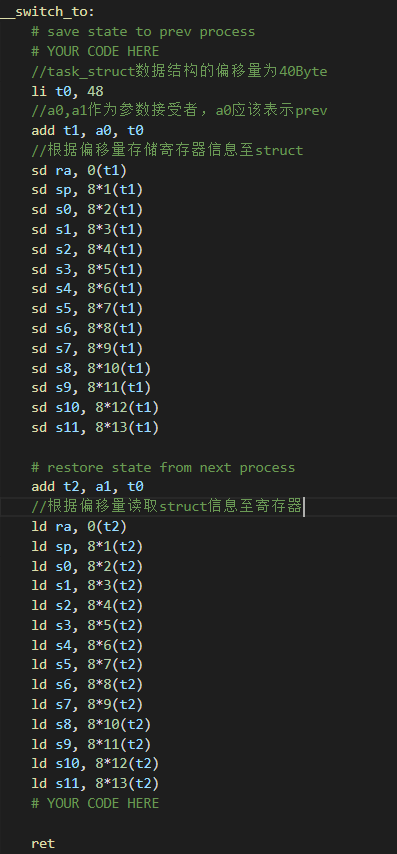 __switch_to:
# save state to prev process
# YOUR CODE HERE
//task_struct数据结构的偏移量为40Byte
li t0, 48
//a0,a1作为参数接受者，a0应该表示prev
add t1, a0, t0
//根据偏移量存储寄存器信息至struct
sd ra, 0(t1)
sd sp, 8*1(t1)
sd s0, 8*2(t1)
sd s1, 8*3(t1)
sd s2, 8*4(t1)
sd s3, 8*5(t1)
sd s4, 8*6(t1)
sd s5, 8*7(t1)
sd s6, 8*8(t1)
sd s7, 8*9(t1)
sd s8, 8*10(t1)
sd s9, 8*11(t1)
sd s10, 8*12(t1)
sd s11, 8*13(t1)
# restore state from next process
add t2, a1, t0
//根据偏移量读取struct信息至寄存器
ld ra, 0(t2)
ld sp, 8*1(t2)
ld s0, 8*2(t2)
ld s1, 8*3(t2)
ld s2, 8*4(t2)
ld s3, 8*5(t2)
ld s4, 8*6(t2)
ld s5, 8*7(t2)
ld s6, 8*8(t2)
ld s7, 8*9(t2)
ld s8, 8*10(t2)
ld s9, 8*11(t2)
ld s10, 8*12(t2)
ld s11, 8*13(t2)
# YOUR CODE HERE
ret